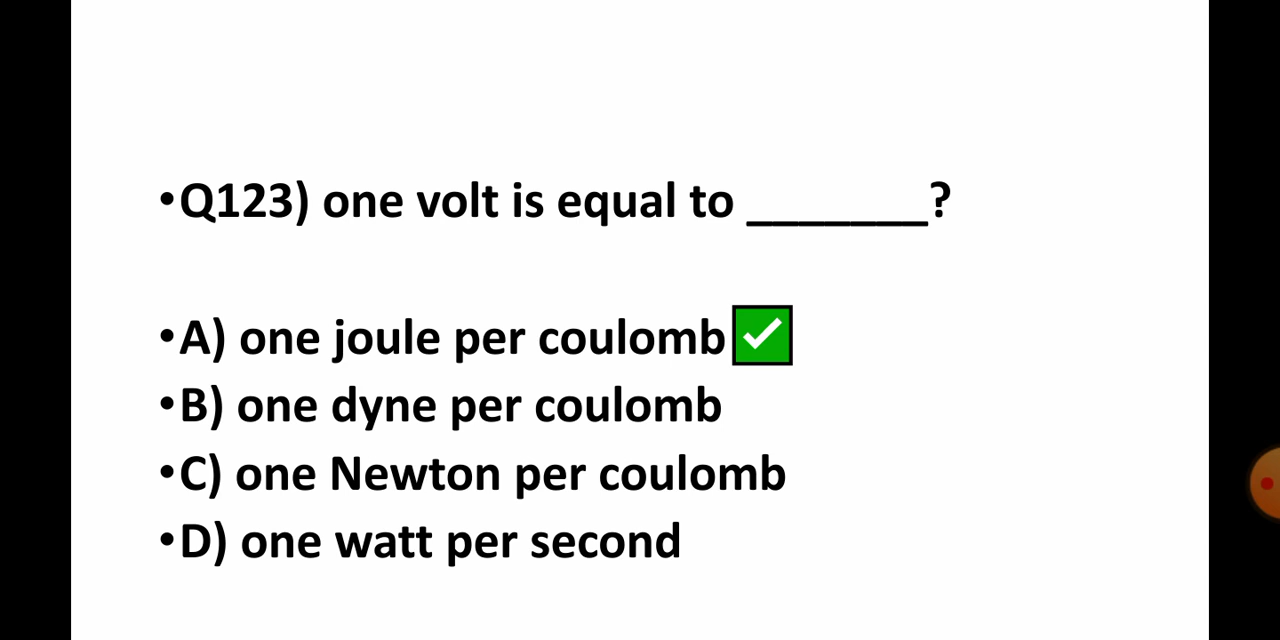 •Q123) one volt is equal to _______?
•A) one joule per coulomb ✅
•B) one dyne per coulomb
•C) one Newton per coulomb
•D) one watt per second